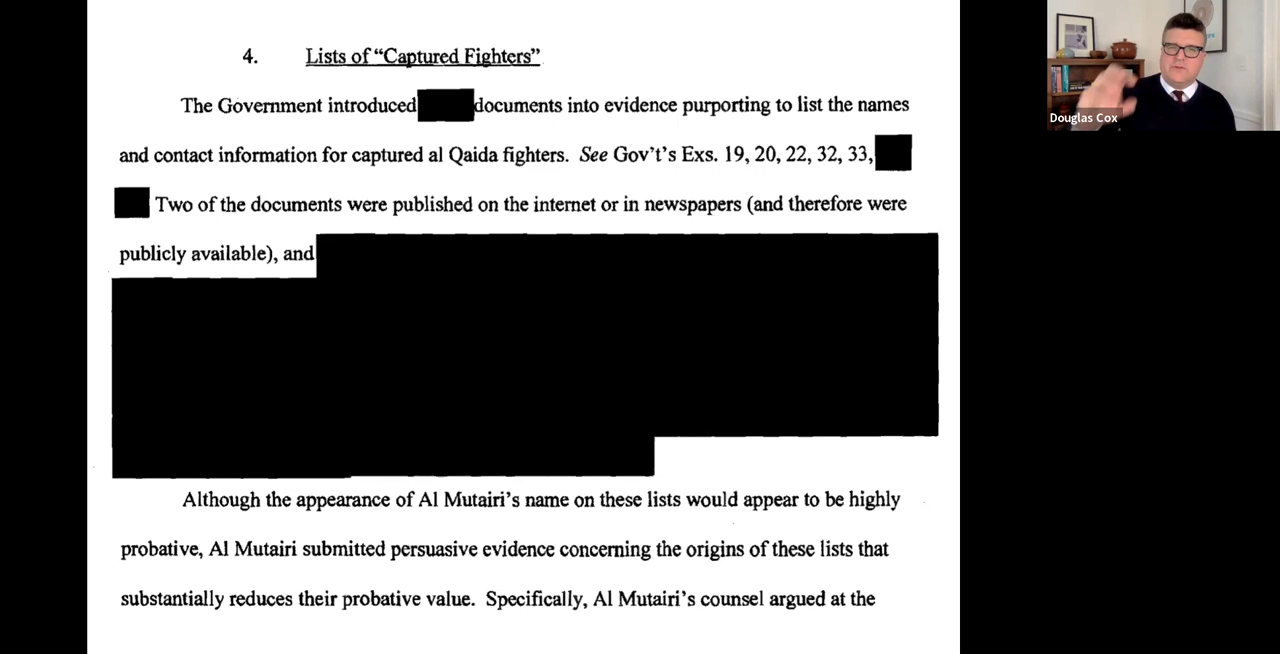 4. Lists of “Captured Fighters”
The Government introduced documents into evidence purporting to list the names
and contact information for captured al Qaida fighters. See Gov’t’s Exs. 19, 20, 22, 32, 33,
Two of the documents were published on the internet or in newspapers (and therefore were
publicly available), and
Although the appearance of Al Mutairi’s name on these lists would appear to be highly
probative, Al Mutairi submitted persuasive evidence concerning the origins of these lists that
substantially reduces their probative value. Specifically, Al Mutairi’s counsel argued at the
Douglas Cox